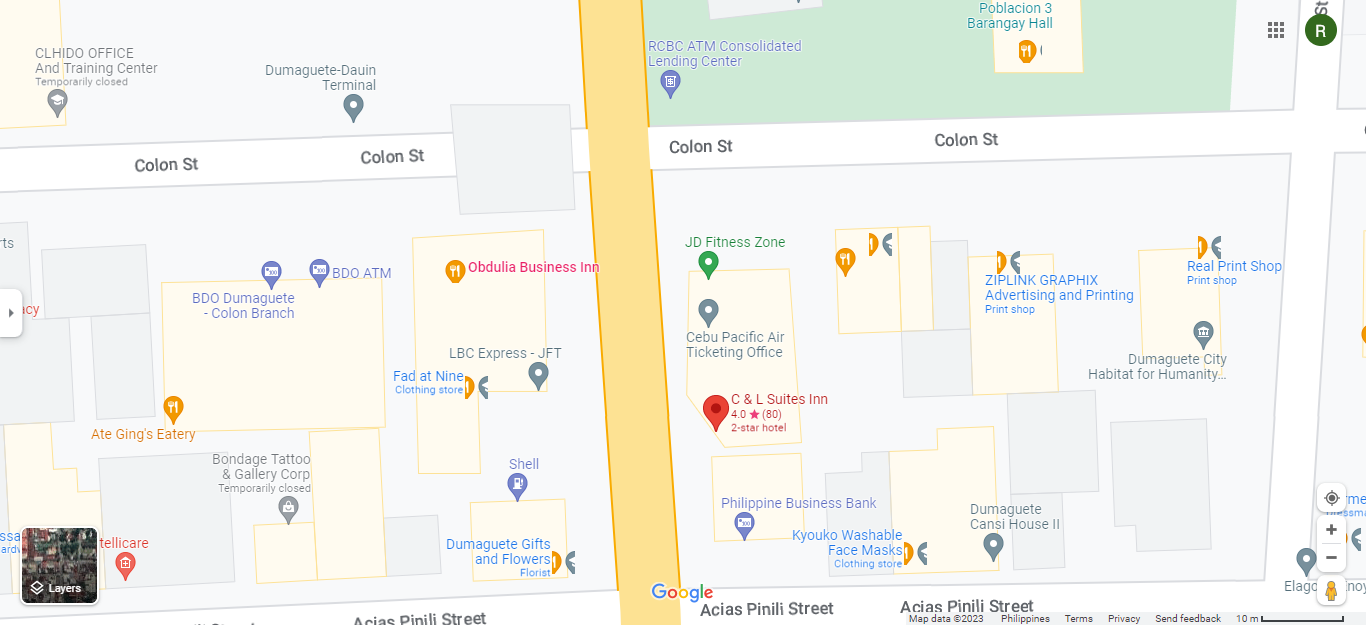 Poblacion 3
Barangay Hall
St
R
CLHIDO OFFICE
And Training Center
Temporarily closed
Dumaguete-Dauin
Terminal
RCBC ATM Consolidated
Lending Center
Colon St
Colon St
Colon St
Colon St
rts
BDO ATM
BDO Dumaguete
- Colon Branch
Obdulia Business Inn
JD Fitness Zone
Real Print Shop
Print shop
ZIPLINK GRAPHIX
Advertising and Printing
Print shop
acy
Cebu Pacific Air
Ticketing Office
LBC Express - JFT
Dumaguete City
Habitat for Humanity...
Fad at Nine
Clothing store
C & L Suites Inn
4.0 ★ (80)
2-star hotel
Ate Ging's Eatery
Bondage Tattoo
& Gallery Corp
Temporarily closed
Shell
Philippine Business Bank
Dumaguete
Cansi House II
Kyouko Washable
Face Masks
Clothing store
Dumaguete Gifts
and Flowers
Florist
tellicare
Layers
Google
Acias Pinili Street
Acias Pinili Street
Acias Pinili Street
Map data ©2023 Philippines Terms Privacy Send feedback 10 m